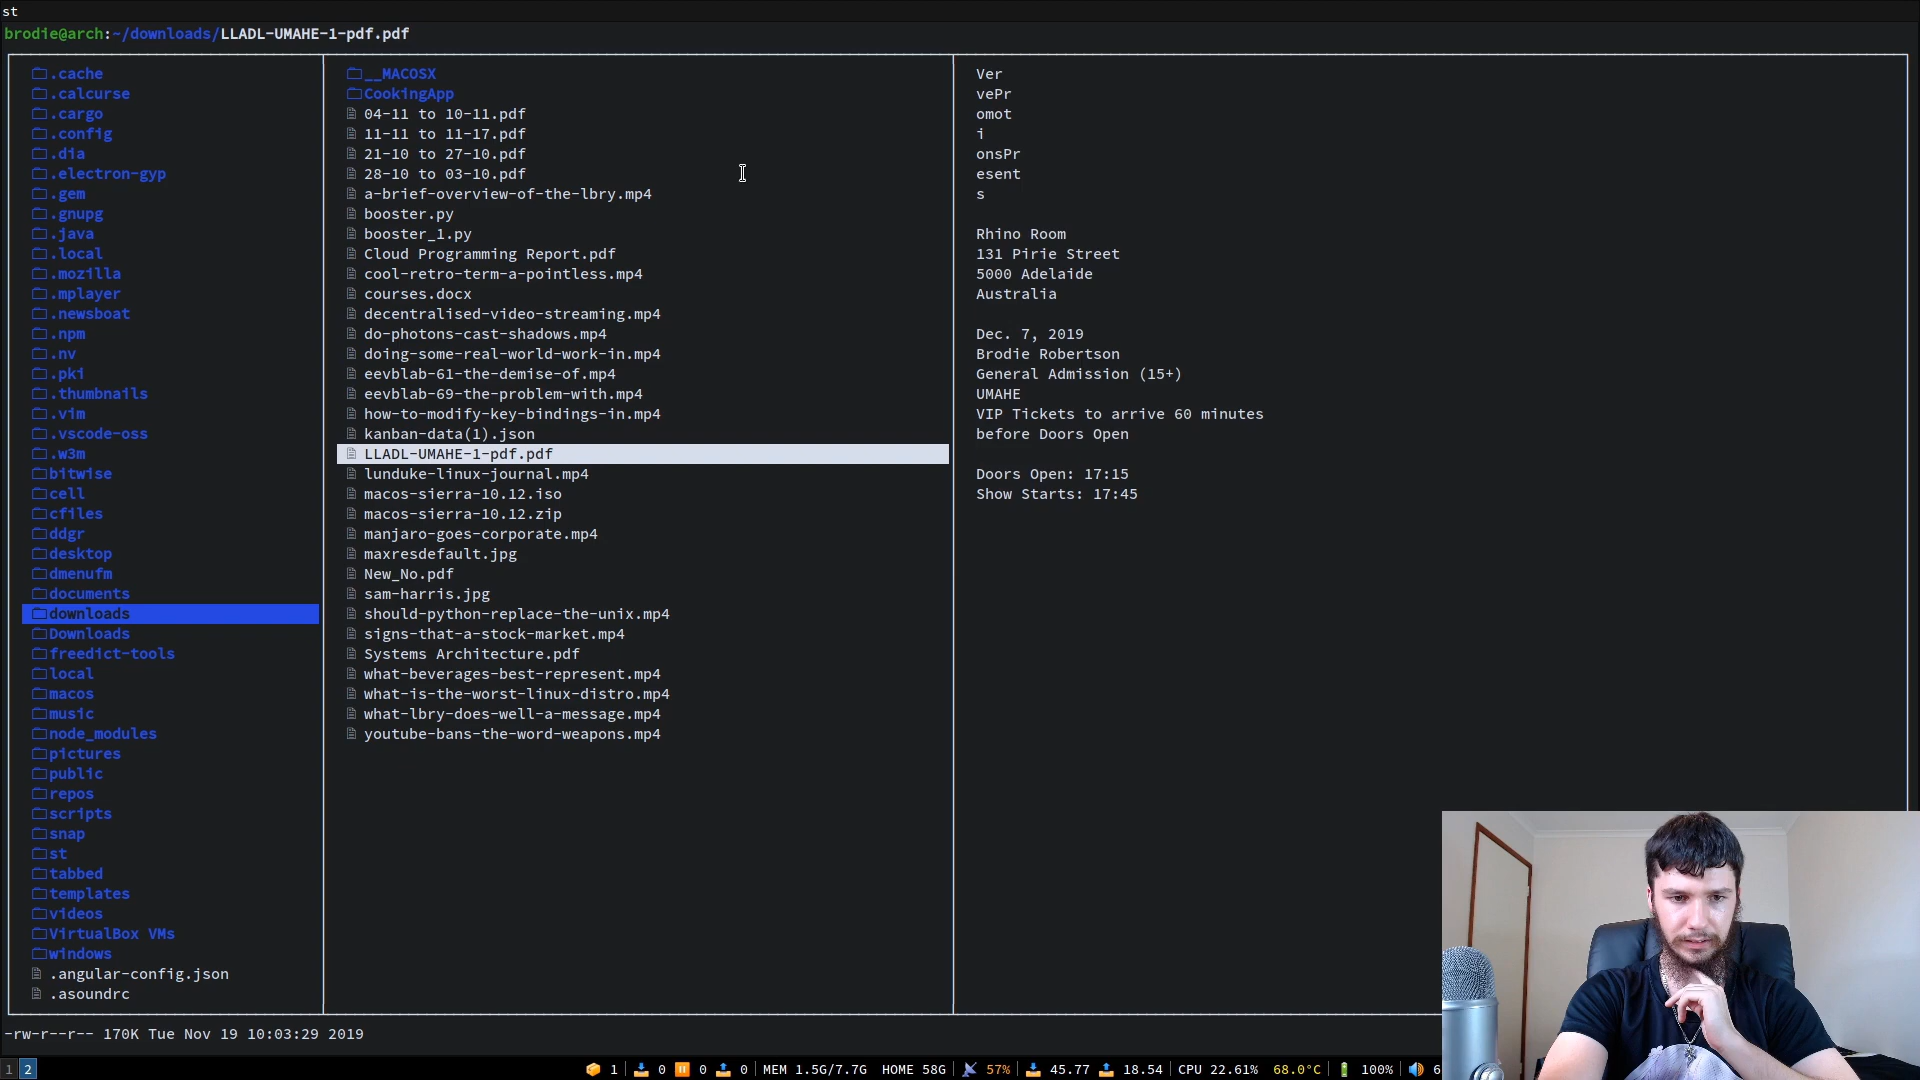 st
brodie@arch:~/downloads/LLADL-UMAHE-1-pdf.pdf
.cache
.calcurse
.cargo
.config
.dia
.electron-gyp
.gem
.gnupg
.java
.local
.mozilla
.mplayer
.newsboat
.npm
.nv
.pki
.thumbnails
.vim
.vscode-oss
.w3m
bitwise
cell
cfiles
ddgr
desktop
dmenufm
documents
downloads
Downloads
freedict-tools
local
macos
music
node_modules
pictures
public
repos
scripts
snap
st
tabbed
templates
videos
VirtualBox VMs
windows
.angular-config.json
.asoundrc
__MACOSX
CookingApp
04-11 to 10-11.pdf
11-11 to 11-17.pdf
21-10 to 27-10.pdf
28-10 to 03-10.pdf
a-brief-overview-of-the-lbry.mp4
booster.py
booster_1.py
Cloud Programming Report.pdf
cool-retro-term-a-pointless.mp4
courses.docx
decentralised-video-streaming.mp4
do-photons-cast-shadows.mp4
doing-some-real-world-work-in.mp4
eevblab-61-the-demise-of.mp4
eevblab-69-the-problem-with.mp4
how-to-modify-key-bindings-in.mp4
kanban-data(1).json
LLADL-UMAHE-1-pdf.pdf
lunduke-linux-journal.mp4
macos-sierra-10.12.iso
macos-sierra-10.12.zip
manjaro-goes-corporate.mp4
maxresdefault.jpg
New_No.pdf
sam-harris.jpg
should-python-replace-the-unix.mp4
signs-that-a-stock-market.mp4
Systems Architecture.pdf
what-beverages-best-represent.mp4
what-is-the-worst-linux-distro.mp4
what-lbry-does-well-a-message.mp4
youtube-bans-the-word-weapons.mp4
Ver
vePr
omot
i
onsPr
esent
s
Rhino Room
131 Pirie Street
5000 Adelaide
Australia
Dec. 7, 2019
Brodie Robertson
General Admission (15+)
UMAHE
VIP Tickets to arrive 60 minutes
before Doors Open
Doors Open: 17:15
Show Starts: 17:45
-rw-r--r-- 170K Tue Nov 19 10:03:29 2019
1 2 1 | 0 0 0 | MEM 1.5G/7.7G HOME 58G | 57% | 45.77 18.54 | CPU 22.61% 68.0°C | 100% | 6